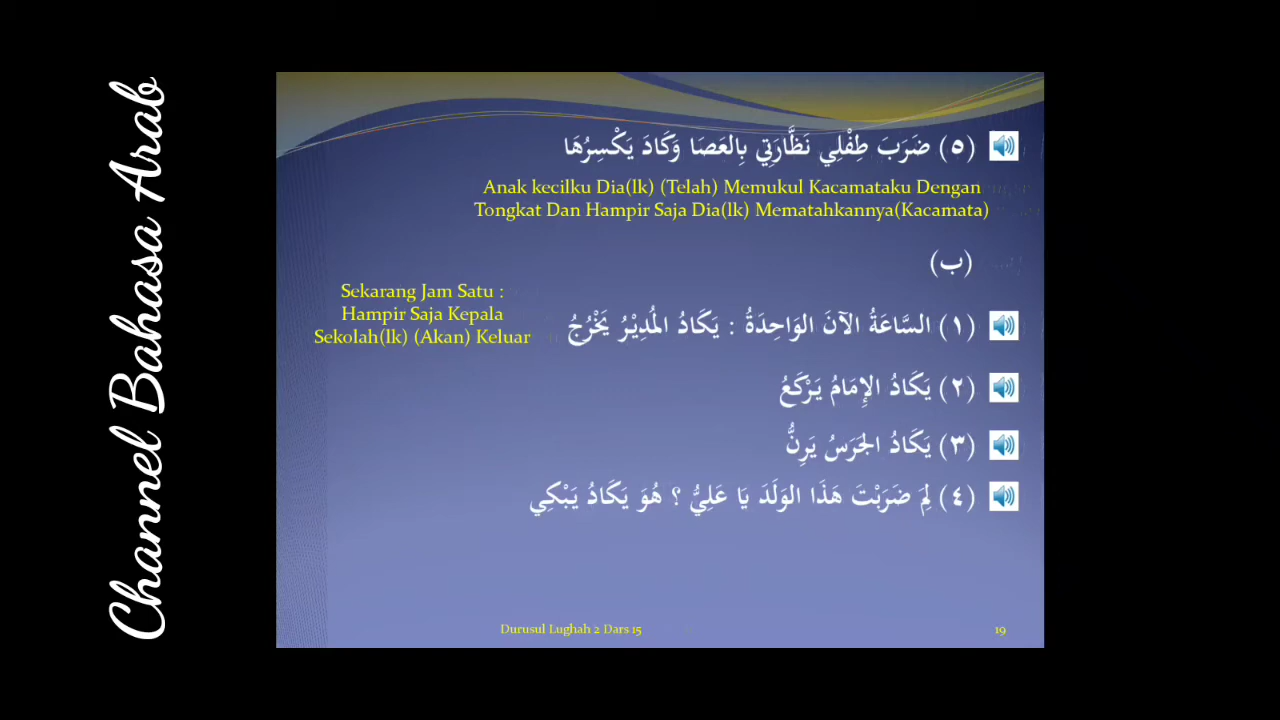 Channel Bahasa Arab
(٥) ضَرَبَ طِفْلِي نَظَّارَتِي بِالعَصَا وَكَادَ يَكْسِرُهَا
Anak kecilku Dia(lk) (Telah) Memukul Kacamataku Dengan
Tongkat Dan Hampir Saja Dia(lk) Mematahkannya(Kacamata)
(ب)
Sekarang Jam Satu :
Hampir Saja Kepala
Sekolah(lk) (Akan) Keluar
(١) السَّاعَةُ الآنَ الوَاحِدَةُ : يَكَادُ المُدِيْرُ يَخْرُجُ
(٢) يَكَادُ الإِمَامُ يَرْكَعُ
(٣) يَكَادُ الجَرَسُ يَرِنُّ
(٤) لِمَ ضَرَبْتَ هَذَا الوَلَدَ يَا عَلِيُّ ؟ هُوَ يَكَادُ يَبْكِي
Durusul Lughah 2 Dars 15
19